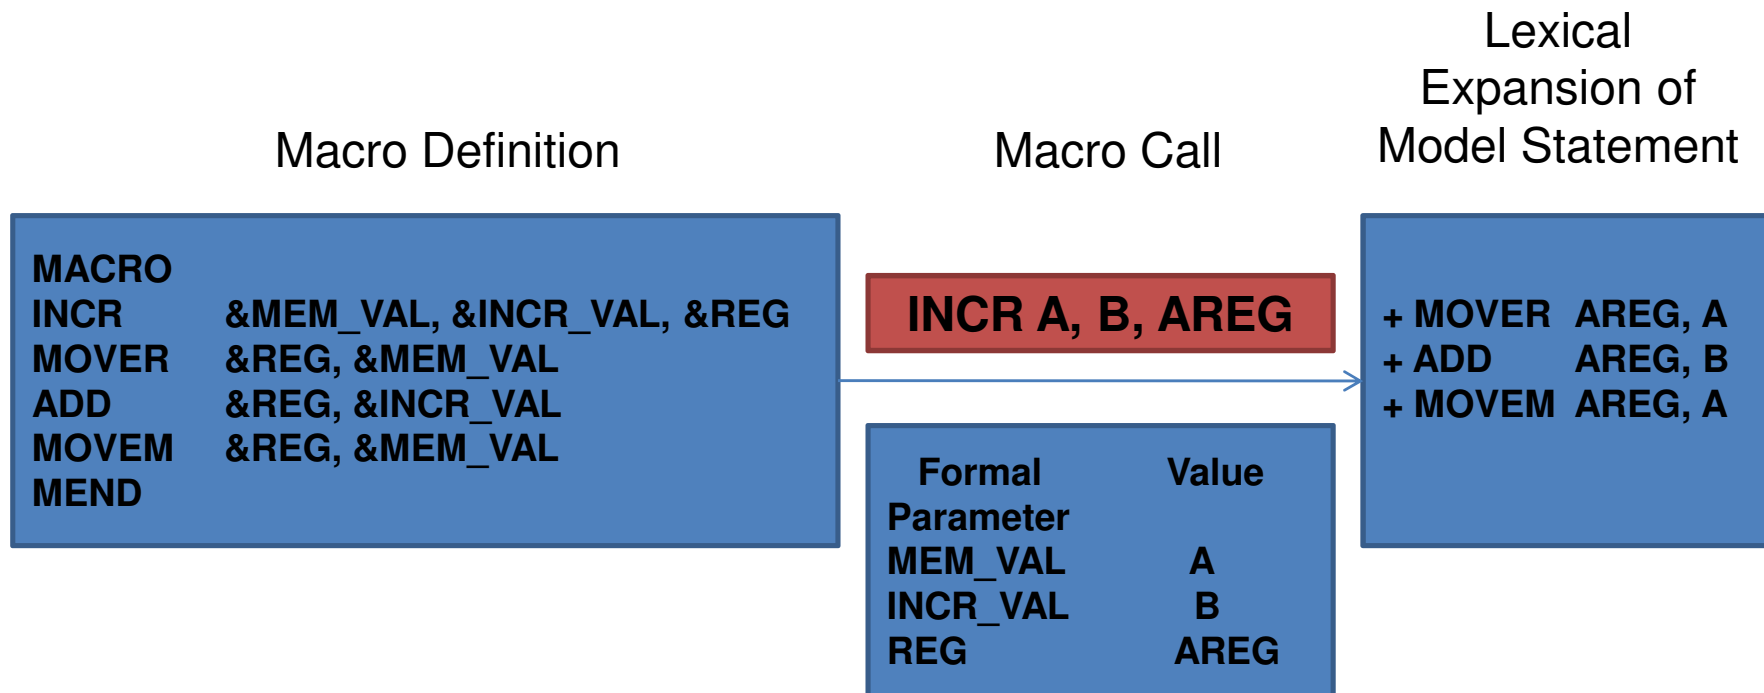 Macro Definition
MACRO
INCR &MEM_VAL, &INCR_VAL, &REG
MOVER &REG, &MEM_VAL
ADD &REG, &INCR_VAL
MOVEM &REG, &MEM_VAL
MEND
Macro Call
INCR A, B, AREG
Formal Value
Parameter
MEM_VAL A
INCR_VAL B
REG AREG
Lexical
Expansion of
Model Statement
+ MOVER AREG, A
+ ADD AREG, B
+ MOVEM AREG, A